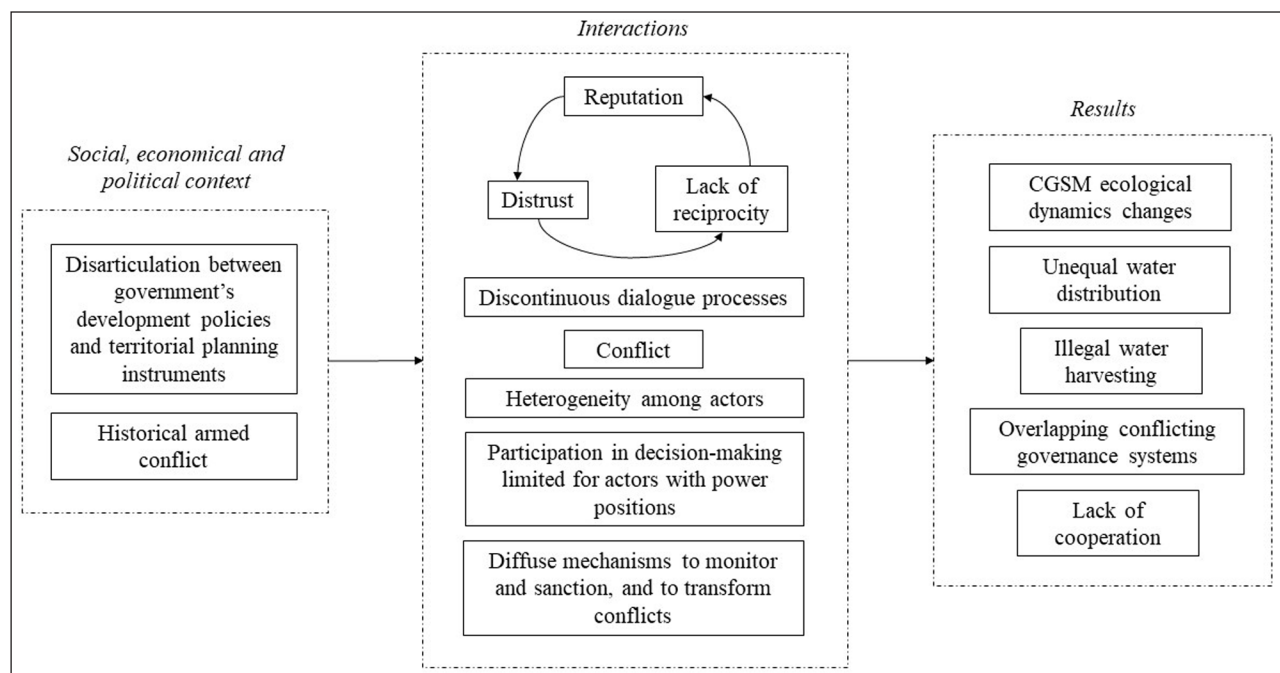 Social, economical and
political context
Disarticulation between
government's
development policies
and territorial planning
instruments
Historical armed
conflict
Interactions
Reputation
Distrust
Lack of
reciprocity
Discontinuous dialogue processes
Conflict
Heterogeneity among actors
Participation in decision-making
limited for actors with power
positions
Diffuse mechanisms to monitor
and sanction, and to transform
conflicts
Results
CGSM ecological
dynamics changes
Unequal water
distribution
Illegal water
harvesting
Overlapping conflicting
governance systems
Lack of
cooperation